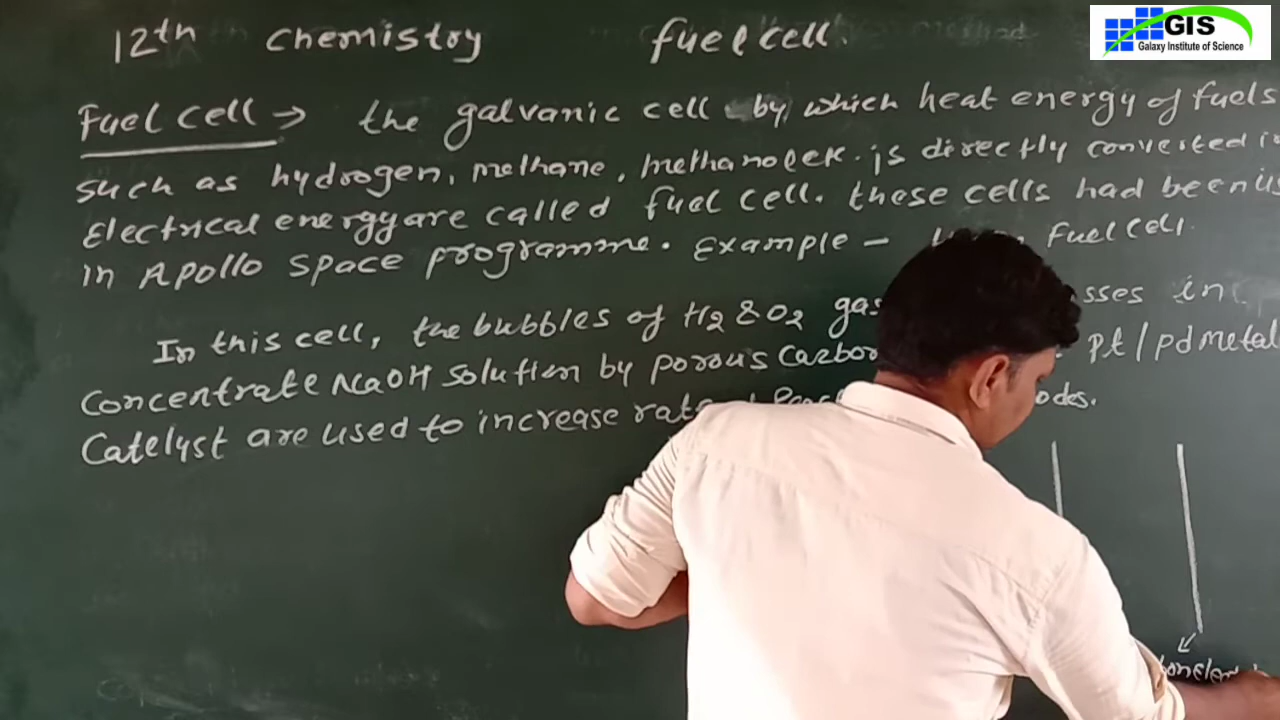 12th chemistry fuel cell.
GIS
Galaxy Institute of Science
Fuel cell → the galvanic cell by which heat energy of fuels
such as hydrogen, methane, methanol etc. is directly converted
Electrical energy are called fuel cell. these cells had been
in Apollo space programme. Example – fuel cell.
In this cell, the bubbles of H2 & O2
Concentrate NaOH solution by porous Pt/pd metal
Catelyst are used to increase